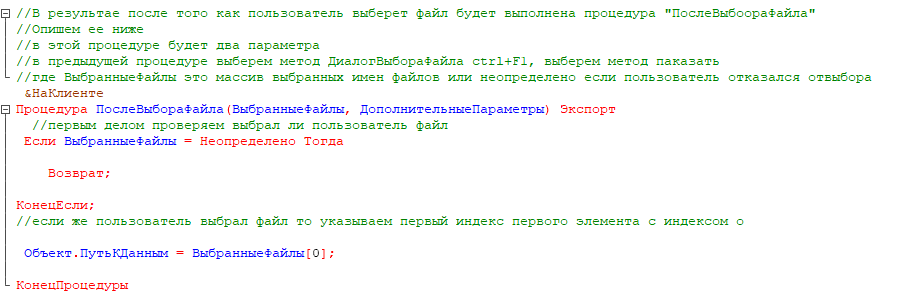 //В результае после того как пользователь выберет файл будет выполнена процедура "ПослеВыбоораФайла"
//Опишем ее ниже
//в этой процедуре будет два параметра
//в предыдущей процедуре выберем метод ДиалогВыбораФайла ctrl+F1, выберем метод паказать
//где ВыбранныеФайлы это массив выбранных имен файлов или неопределено если пользователь отказался отвыбора
&НаКлиенте
Процедура ПослеВыбораФайла(ВыбранныеФайлы, ДополнительныеПараметры) Экспорт
//первым делом проверяем выбрал ли пользователь файл
Если ВыбранныеФайлы = Неопределено Тогда
Возврат;
КонецЕсли;
//если же пользователь выбрал файл то указываем первый индекс первого элемента с индексом о
Объект.ПутьКДанным = ВыбранныеФайлы[0];
КонецПроцедуры